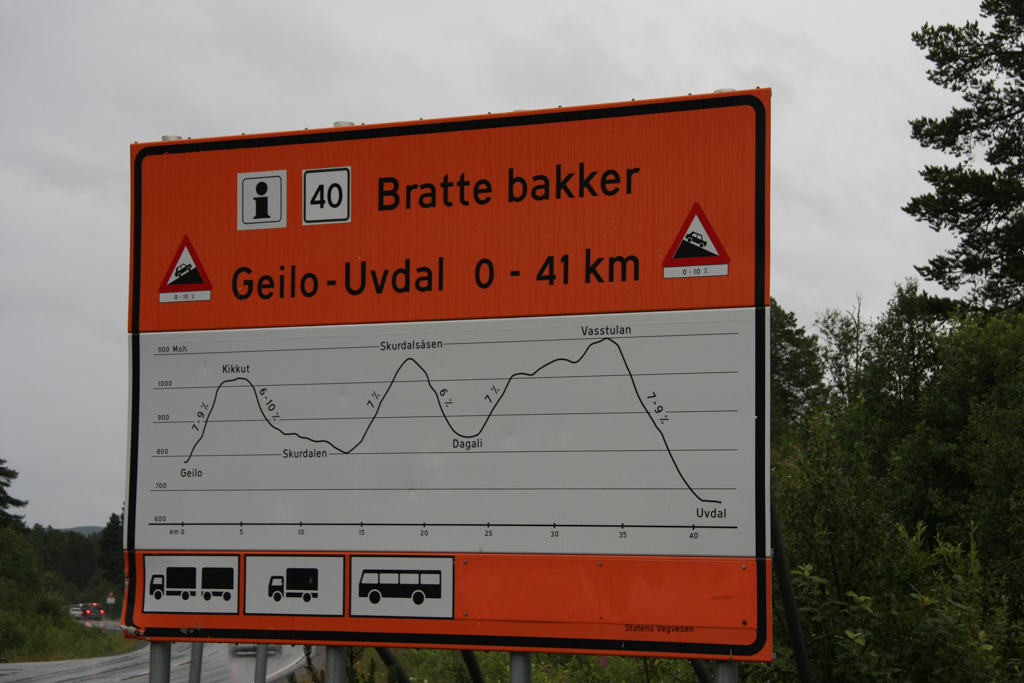 i 40 Bratte bakker
0-10 %
Geilo - Uvdal 0 - 41 km
0-10 %
1100 M.o.h.
Vasstulan
Skurdalsåsen
Kikkut
1000
7-9 %
6-10 %
7 %
6 %
7 %
7-9 %
900
Dagali
800
Skurdalen
Geilo
700
Uvdal
600
km 0 5 10 15 20 25 30 35 40
Statens Vegvesen